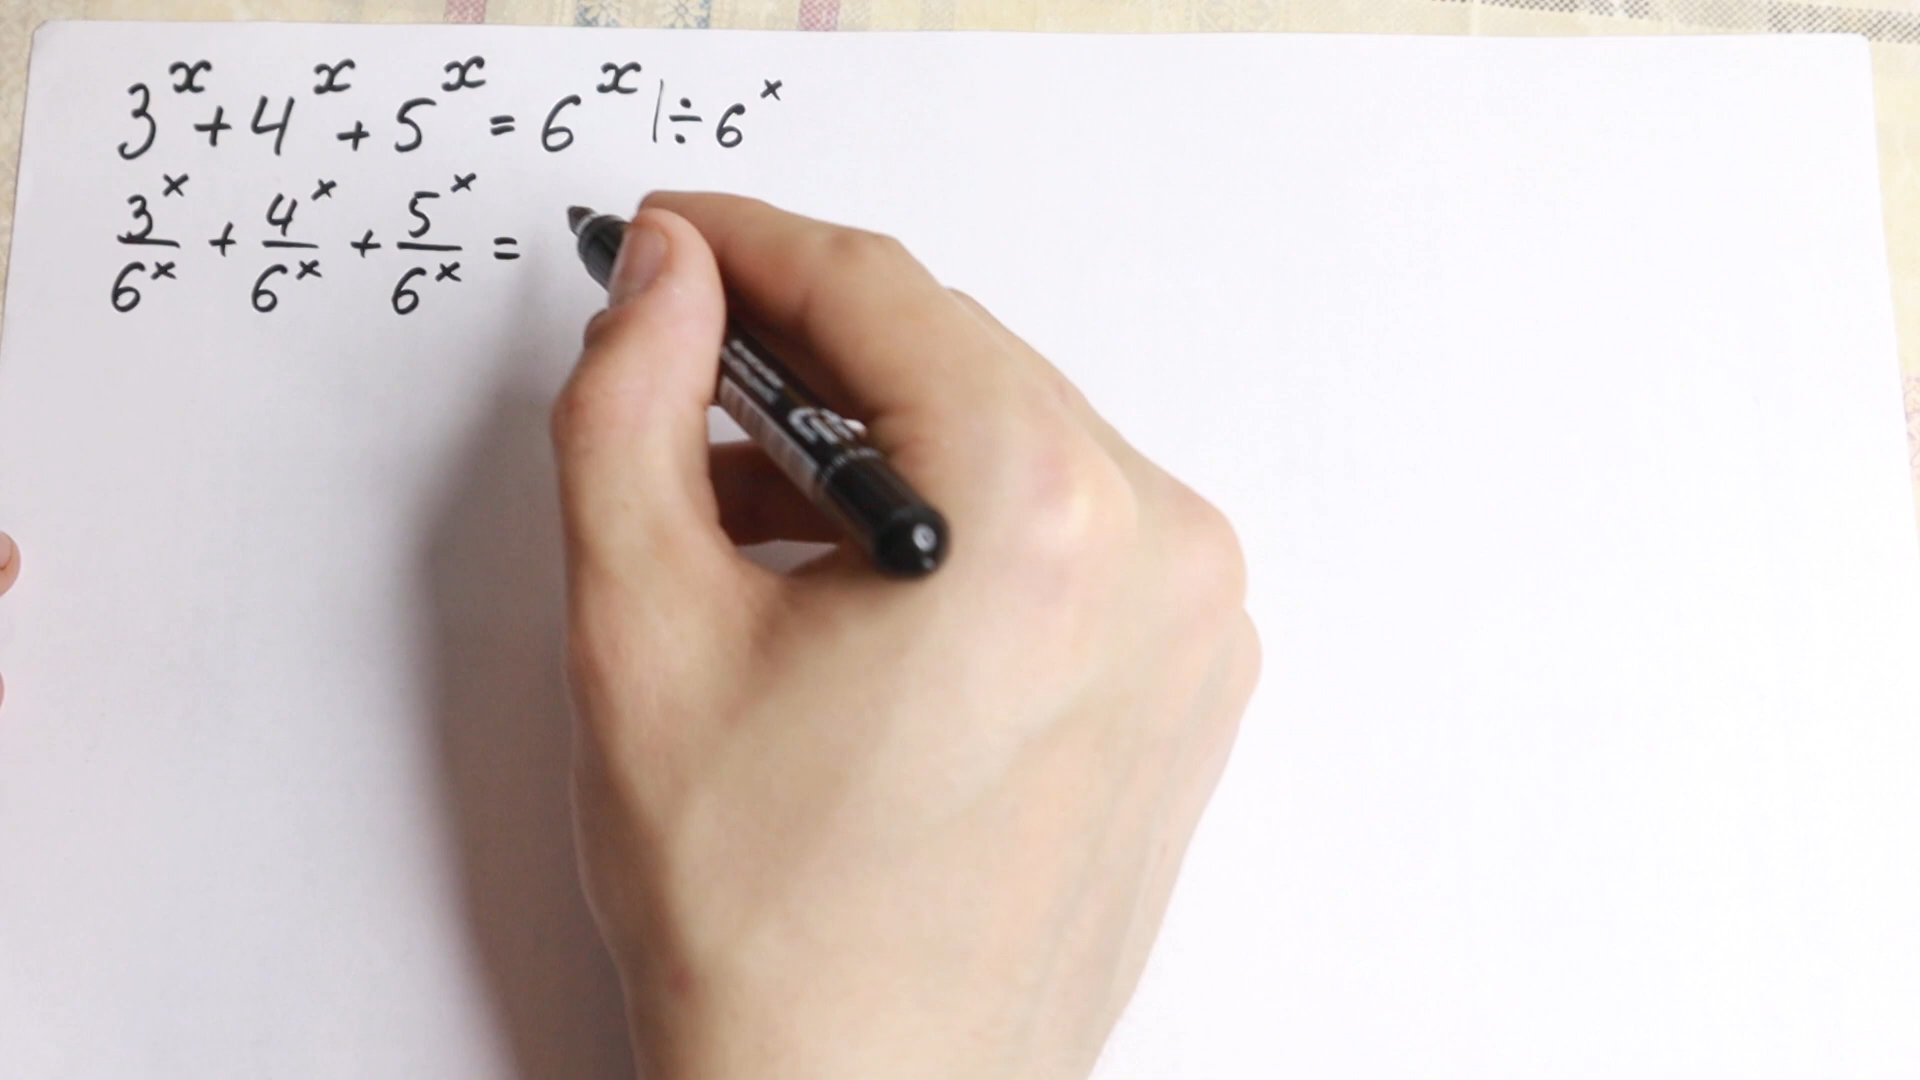 3^x + 4^x + 5^x = 6^x | ÷ 6^x
3^x/6^x + 4^x/6^x + 5^x/6^x =